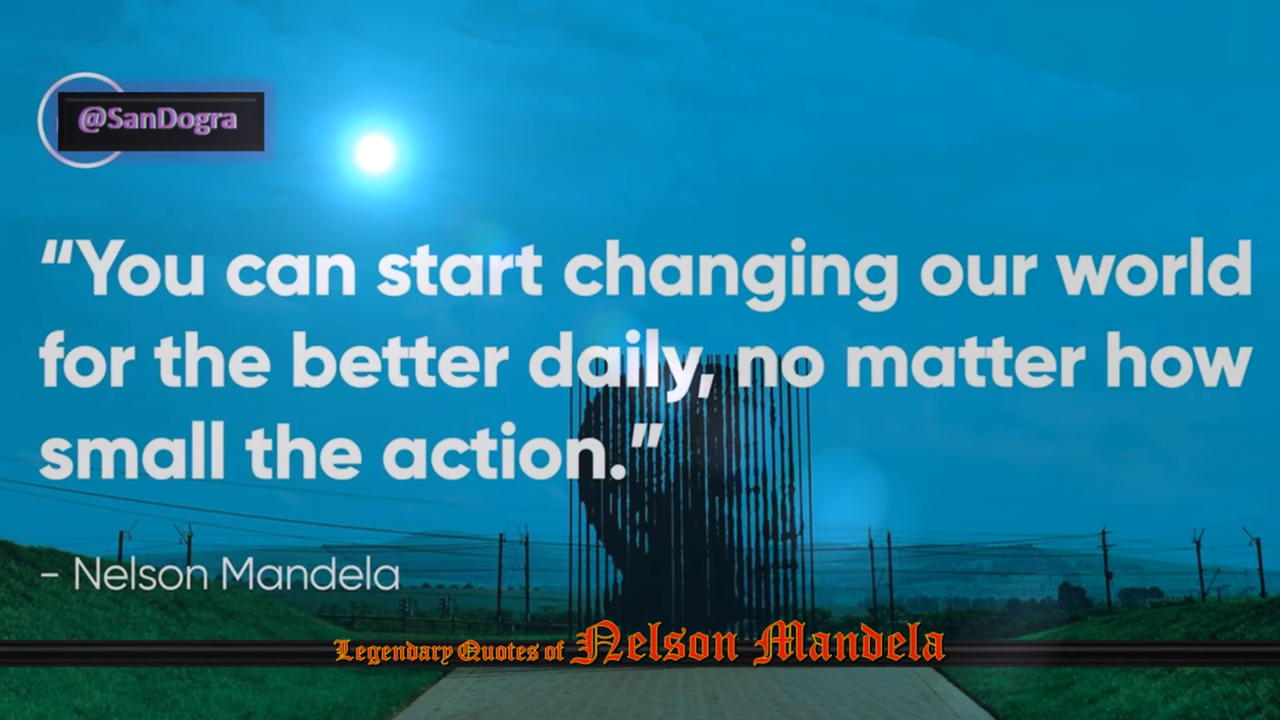 @SanDogra
“You can start changing our world
for the better daily, no matter how
small the action.”
– Nelson Mandela
Legendary Quotes of Nelson Mandela